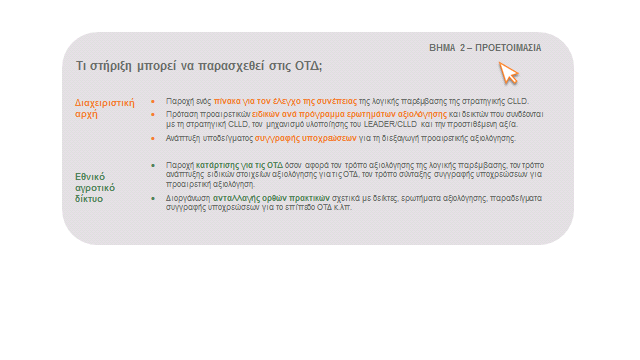 ΒΗΜΑ 2 – ΠΡΟΕΤΟΙΜΑΣΙΑ
Τι στήριξη μπορεί να παρασχεθεί στις ΟΤΔ;
Διαχειριστική αρχή
• Παροχή ενός πίνακα για τον έλεγχο της συνέπειας της λογικής παρέμβασης της στρατηγικής CLLD.
• Πρόταση προαιρετικών ειδικών ανά πρόγραμμα ερωτημάτων αξιολόγησης και δεικτών που συνδέονται
με τη στρατηγική CLLD, τον μηχανισμό υλοποίησης του LEADER/CLLD και την προστιθέμενη αξία.
• Ανάπτυξη υποδείγματος συγγραφής υποχρεώσεων για τη διεξαγωγή προαιρετικής αξιολόγησης.
Εθνικό αγροτικό δίκτυο
• Παροχή κατάρτισης για τις ΟΤΔ όσον αφορά τον τρόπο αξιολόγησης της λογικής παρέμβασης, τον τρόπο
ανάπτυξης ειδικών στοιχείων αξιολόγησης για τις ΟΤΔ, τον τρόπο σύνταξης συγγραφής υποχρεώσεων για
προαιρετική αξιολόγηση.
• Διοργάνωση ανταλλαγής ορθών πρακτικών σχετικά με δείκτες, ερωτήματα αξιολόγησης, παραδείγματα
συγγραφής υποχρεώσεων για το επίπεδο ΟΤΔ κ.λπ.